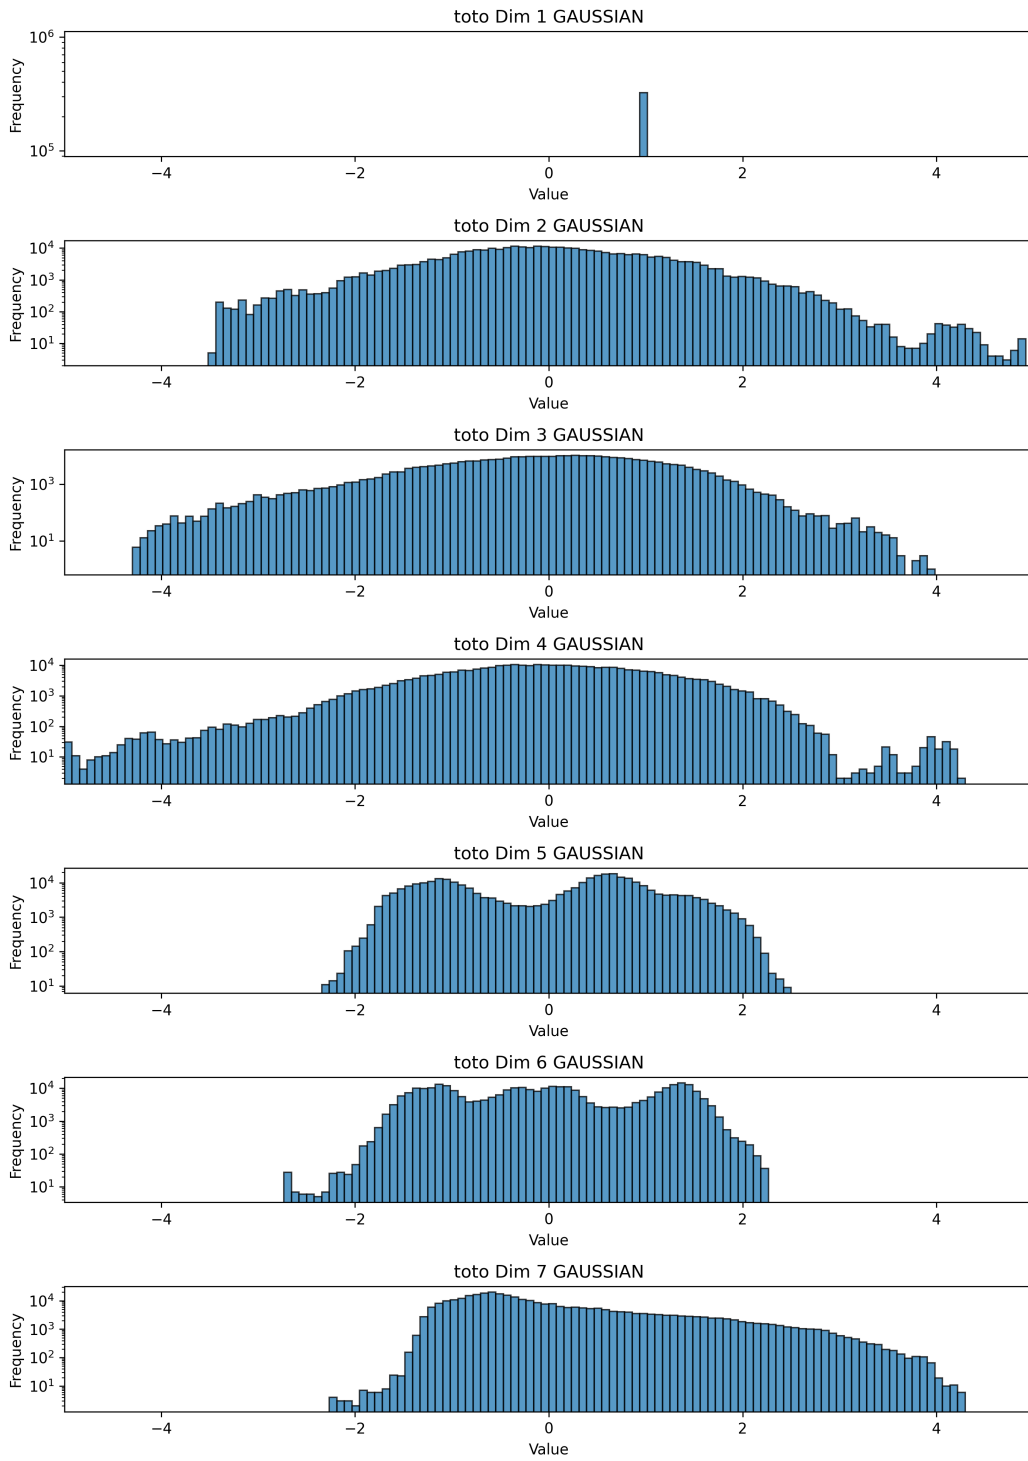 toto Dim 1 GAUSSIAN
10^6
10^5
Frequency
−4 −2 0 2 4
Value
toto Dim 2 GAUSSIAN
10^4
10^3
10^2
10^1
Frequency
−4 −2 0 2 4
Value
toto Dim 3 GAUSSIAN
10^3
10^1
Frequency
−4 −2 0 2 4
Value
toto Dim 4 GAUSSIAN
10^4
10^3
10^2
10^1
Frequency
−4 −2 0 2 4
Value
toto Dim 5 GAUSSIAN
10^4
10^3
10^2
10^1
Frequency
−4 −2 0 2 4
Value
toto Dim 6 GAUSSIAN
10^4
10^3
10^2
10^1
Frequency
−4 −2 0 2 4
Value
toto Dim 7 GAUSSIAN
10^4
10^3
10^2
10^1
Frequency
−4 −2 0 2 4
Value